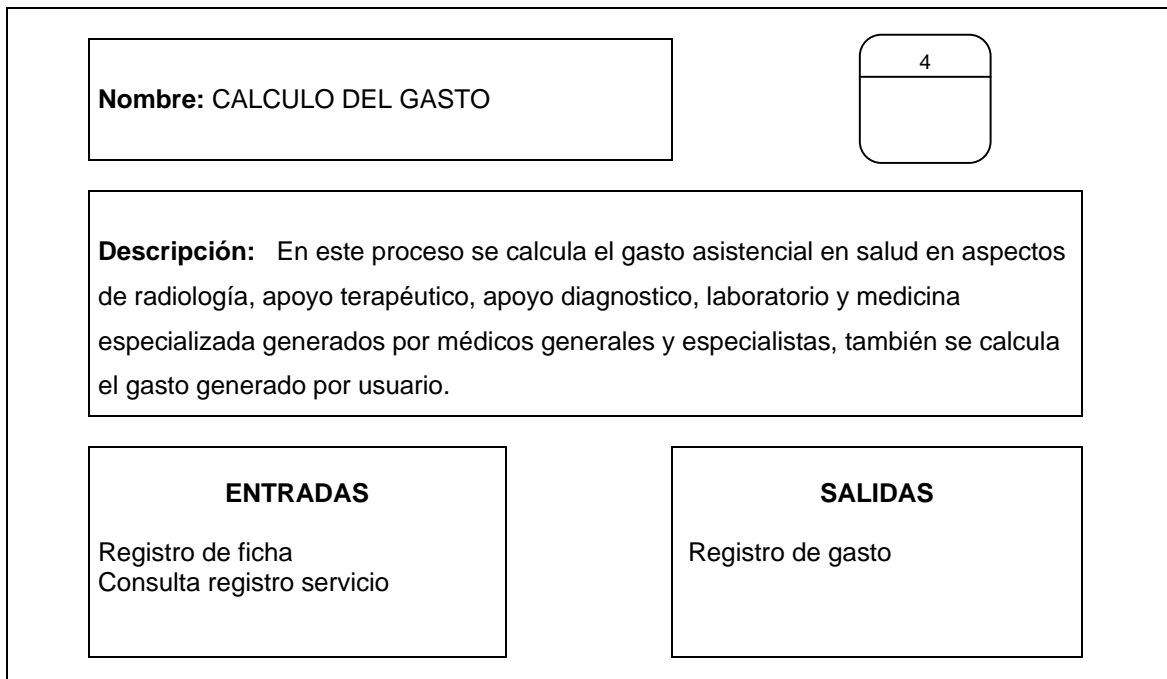 4
Nombre: CALCULO DEL GASTO
Descripción: En este proceso se calcula el gasto asistencial en salud en aspectos
de radiología, apoyo terapéutico, apoyo diagnostico, laboratorio y medicina
especializada generados por médicos generales y especialistas, también se calcula
el gasto generado por usuario.
ENTRADAS
Registro de ficha
Consulta registro servicio
SALIDAS
Registro de gasto